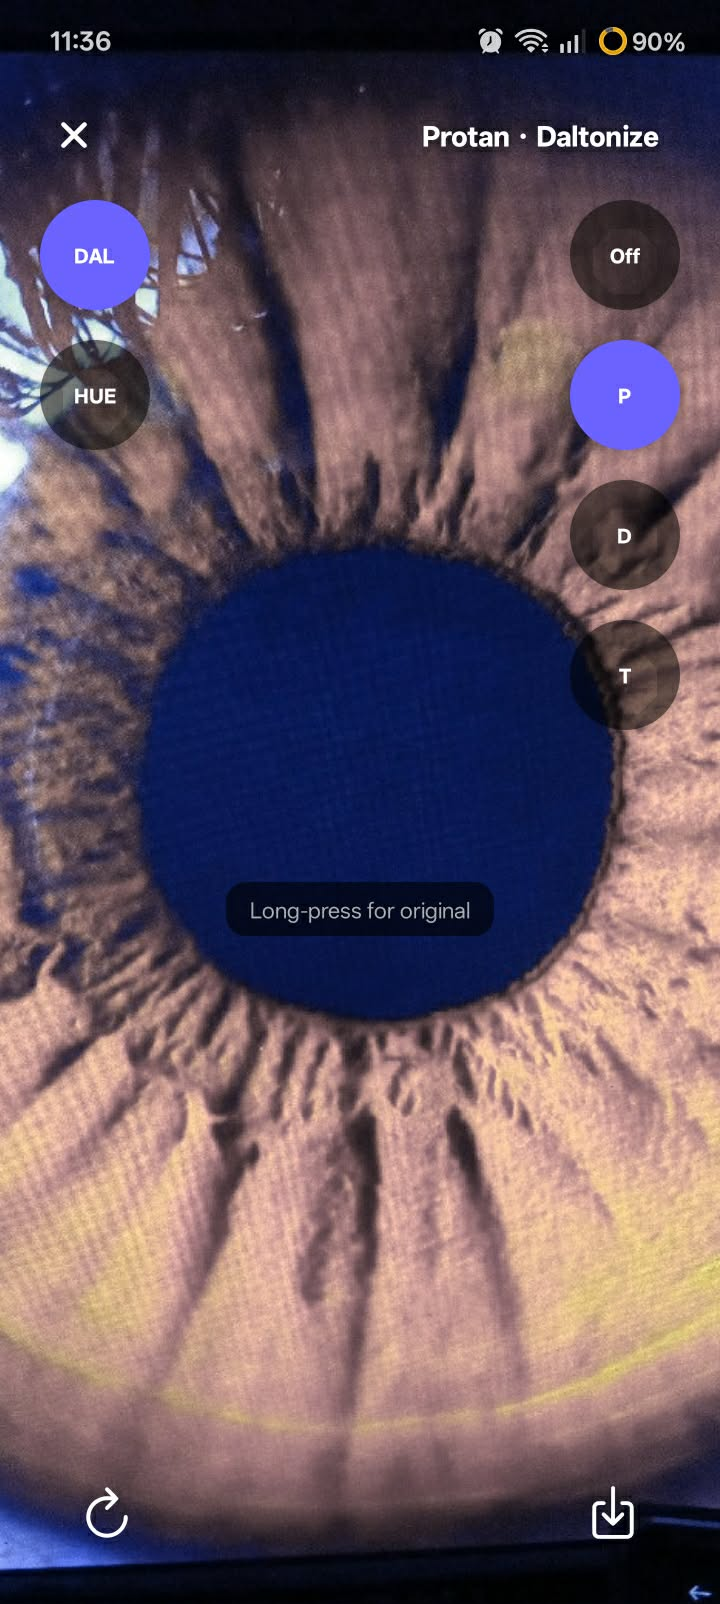 11:36
90%
Protan · Daltonize
DAL
Off
HUE
P
D
T
Long-press for original